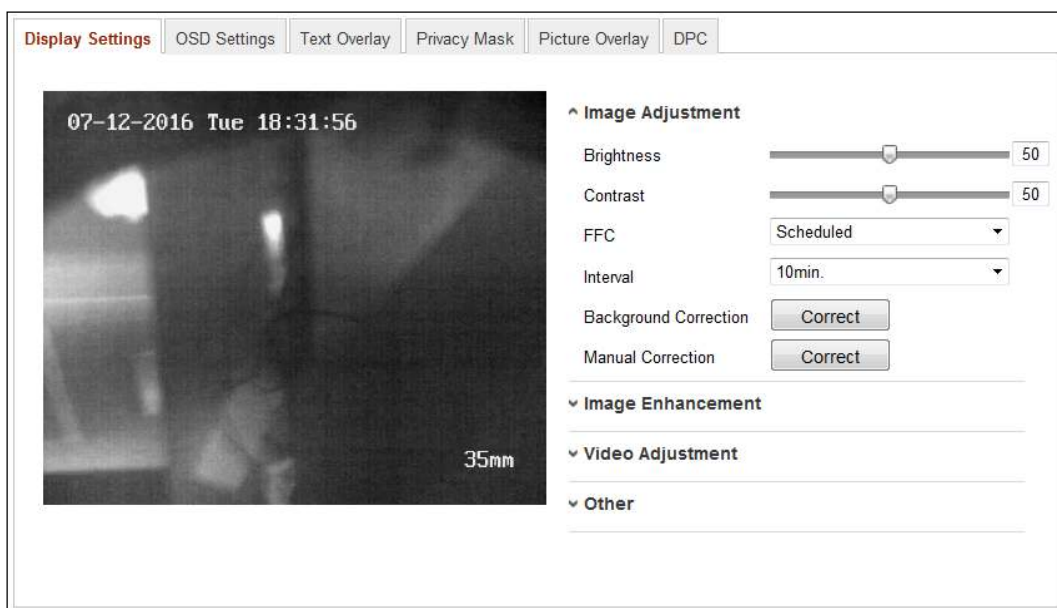 Display Settings OSD Settings Text Overlay Privacy Mask Picture Overlay DPC
07-12-2016 Tue 18:31:56
35mm
Image Adjustment
Brightness 50
Contrast 50
FFC Scheduled
Interval 10min.
Background Correction Correct
Manual Correction Correct
Image Enhancement
Video Adjustment
Other